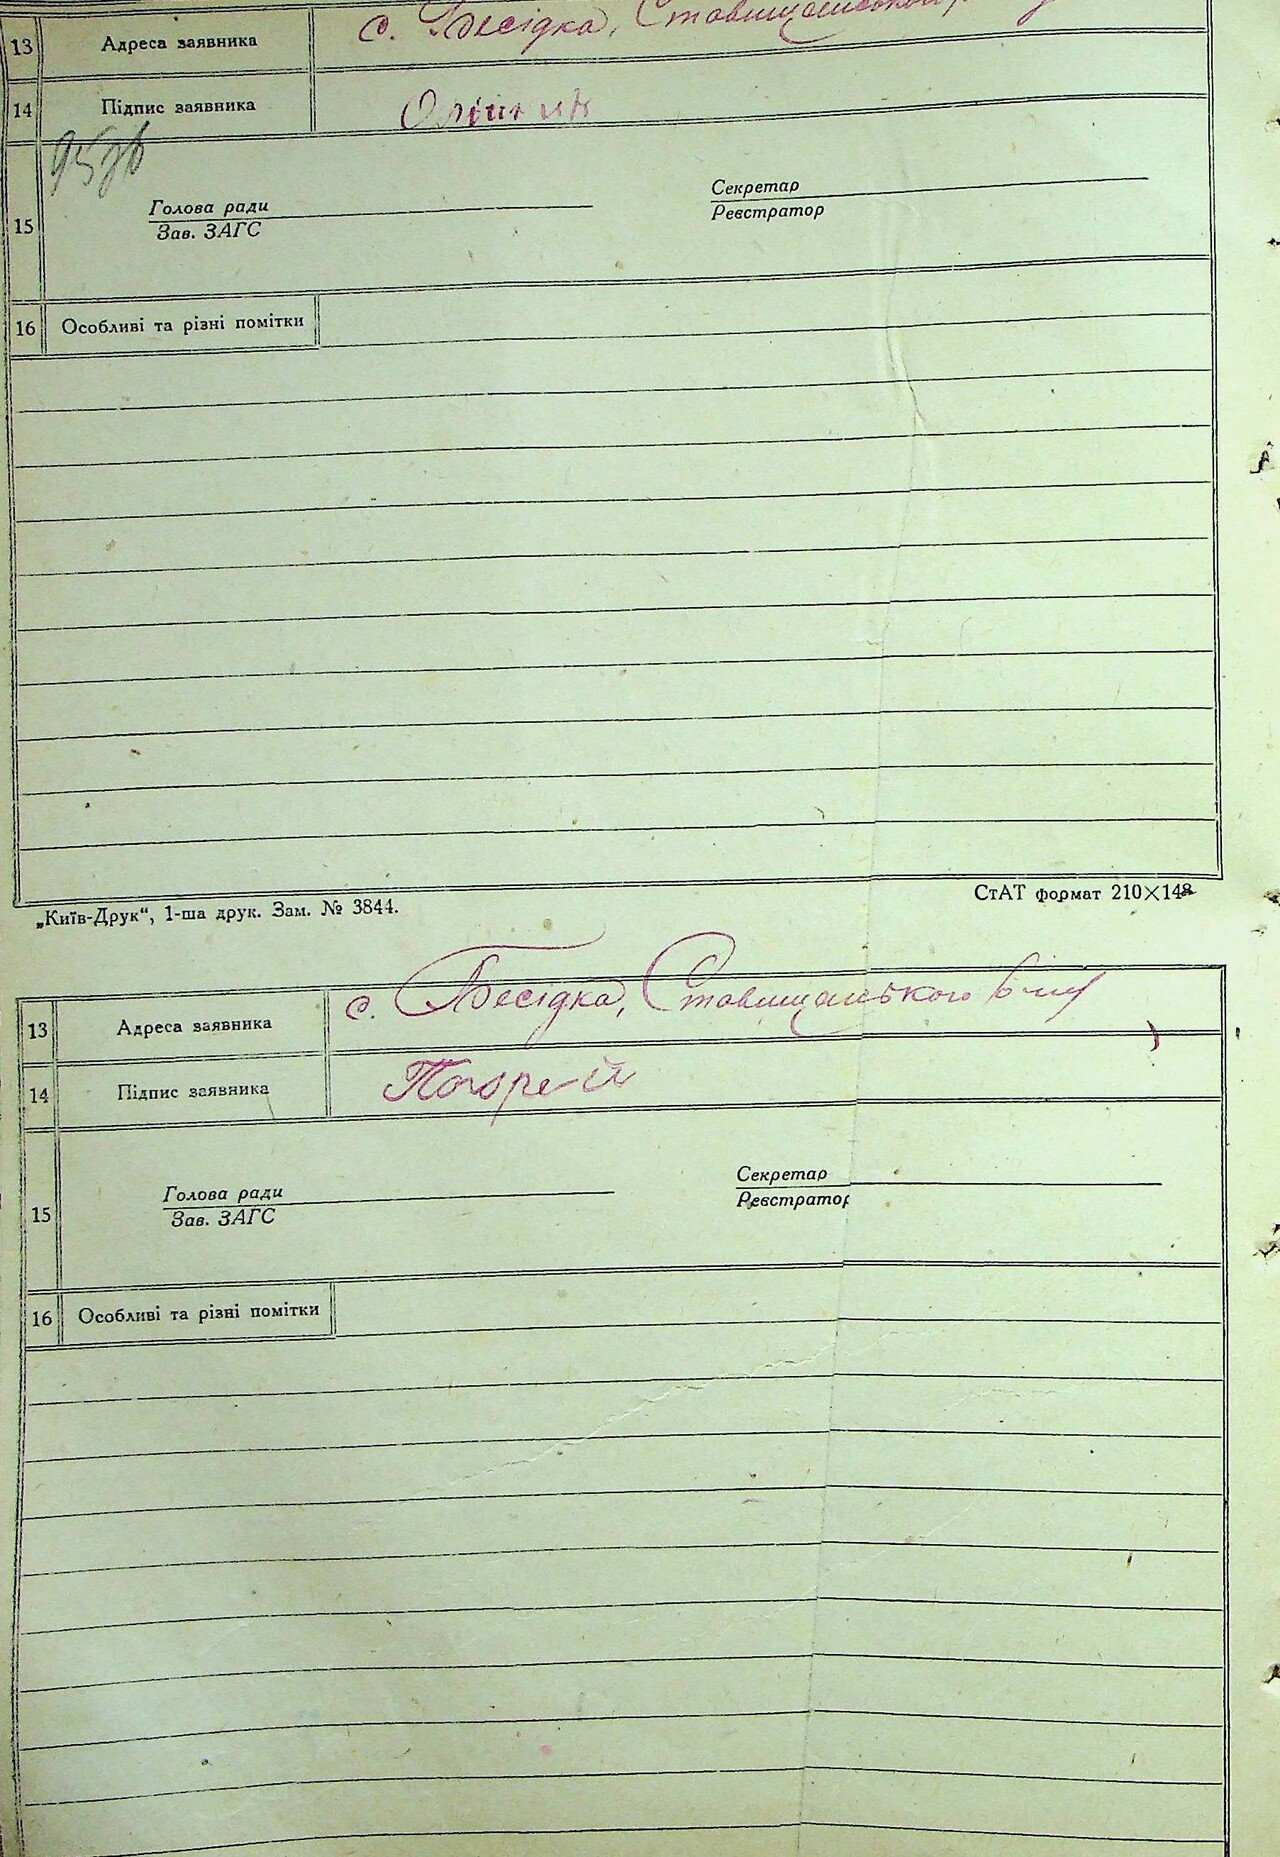 13 Адреса заявника с. Бесідка, Ставищанського
14 Підпис заявника Олійник
Голова ради Секретар
15 Зав. ЗАГС Реєстратор
16 Особливі та різні помітки
„Київ-Друк“, 1-ша друк. Зам. № 3844. СтАТ формат 210×148
13 Адреса заявника с. Бесідка, Ставищанського
14 Підпис заявника
Голова ради Секретар
15 Зав. ЗАГС Реєстратор
16 Особливі та різні помітки